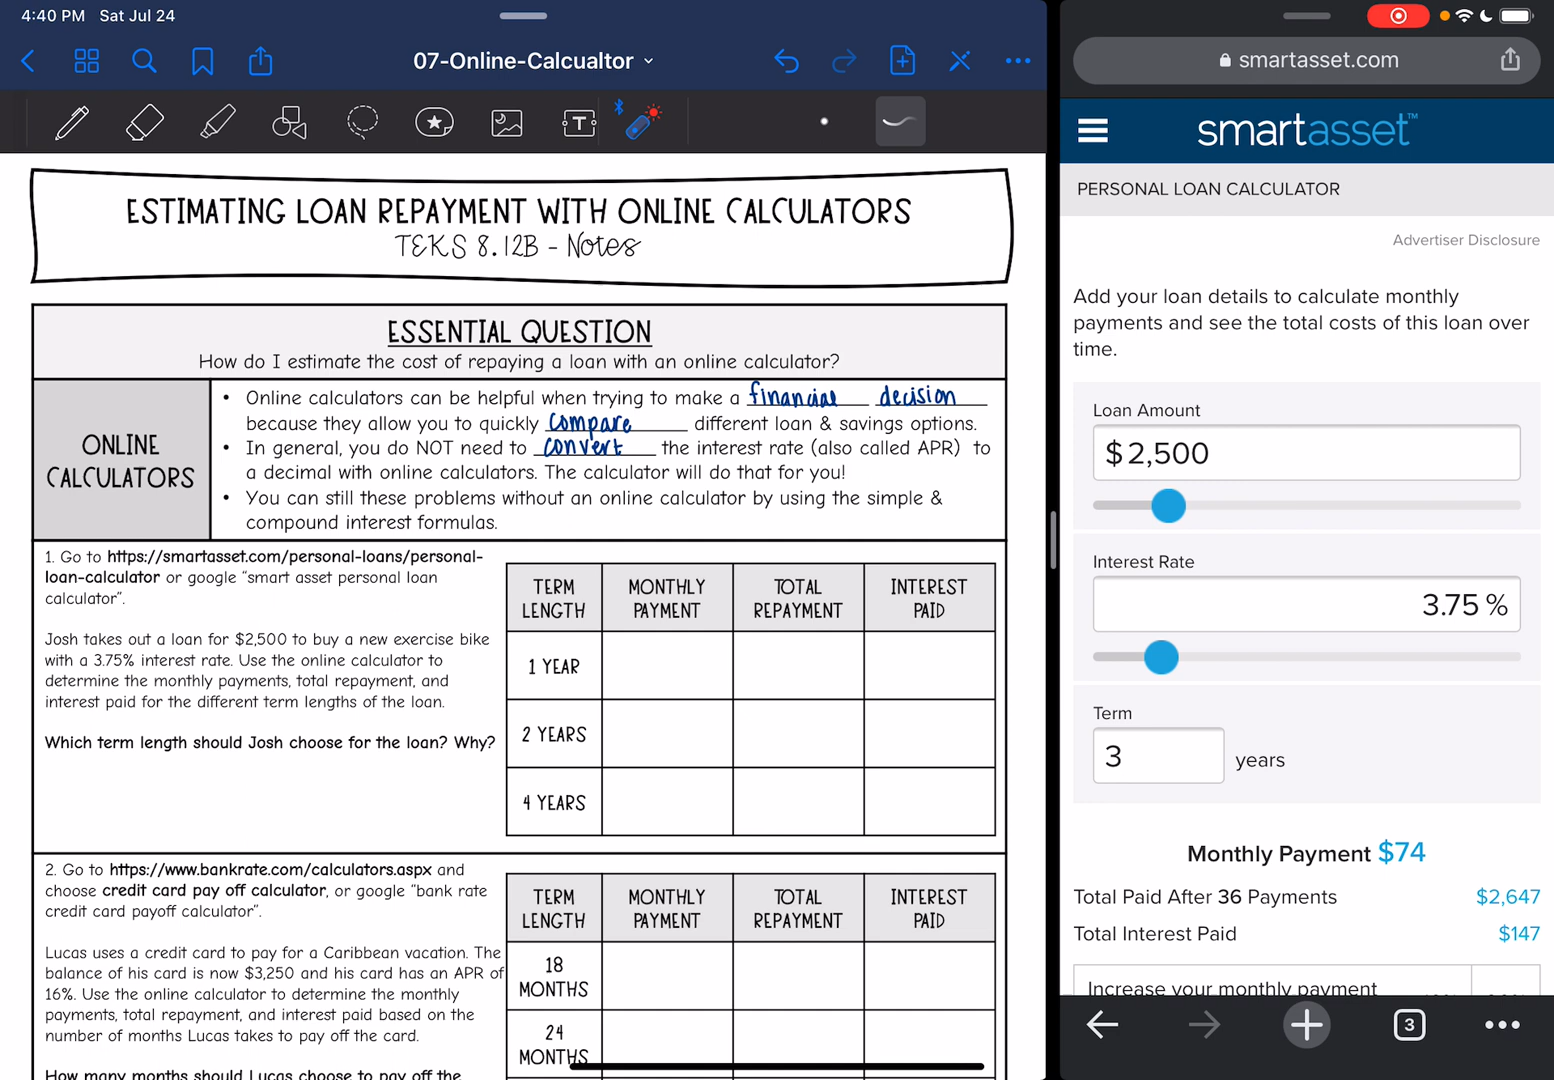 4:40 PM Sat Jul 24
07-Online-Calcualtor
T
ESTIMATING LOAN REPAYMENT WITH ONLINE CALCULATORS
TEKS 8.12B - Notes
ESSENTIAL QUESTION
How do I estimate the cost of repaying a loan with an online calculator?
ONLINE
CALCULATORS
• Online calculators can be helpful when trying to make a financial decision
because they allow you to quickly compare different loan & savings options.
• In general, you do NOT need to convert the interest rate (also called APR) to
a decimal with online calculators. The calculator will do that for you!
• You can still these problems without an online calculator by using the simple &
compound interest formulas.
1. Go to https://smartasset.com/personal-loans/personal-
loan-calculator or google “smart asset personal loan
calculator”.
Josh takes out a loan for $2,500 to buy a new exercise bike
with a 3.75% interest rate. Use the online calculator to
determine the monthly payments, total repayment, and
interest paid for the different term lengths of the loan.
Which term length should Josh choose for the loan? Why?
TERM LENGTH MONTHLY PAYMENT TOTAL REPAYMENT INTEREST PAID
1 YEAR
2 YEARS
4 YEARS
2. Go to https://www.bankrate.com/calculators.aspx and
choose credit card pay off calculator, or google “bank rate
credit card payoff calculator”.
Lucas uses a credit card to pay for a Caribbean vacation. The
balance of his card is now $3,250 and his card has an APR of
16%. Use the online calculator to determine the monthly
payments, total repayment, and interest paid based on the
number of months Lucas takes to pay off the card.
How many months should Lucas choose to pay off the
TERM LENGTH MONTHLY PAYMENT TOTAL REPAYMENT INTEREST PAID
18 MONTHS
24 MONTHS
smartasset.com
smartasset™
PERSONAL LOAN CALCULATOR
Advertiser Disclosure
Add your loan details to calculate monthly
payments and see the total costs of this loan over
time.
Loan Amount
$2,500
Interest Rate
3.75 %
Term
3 years
Monthly Payment $74
Total Paid After 36 Payments $2,647
Total Interest Paid $147
Increase your monthly payment
3